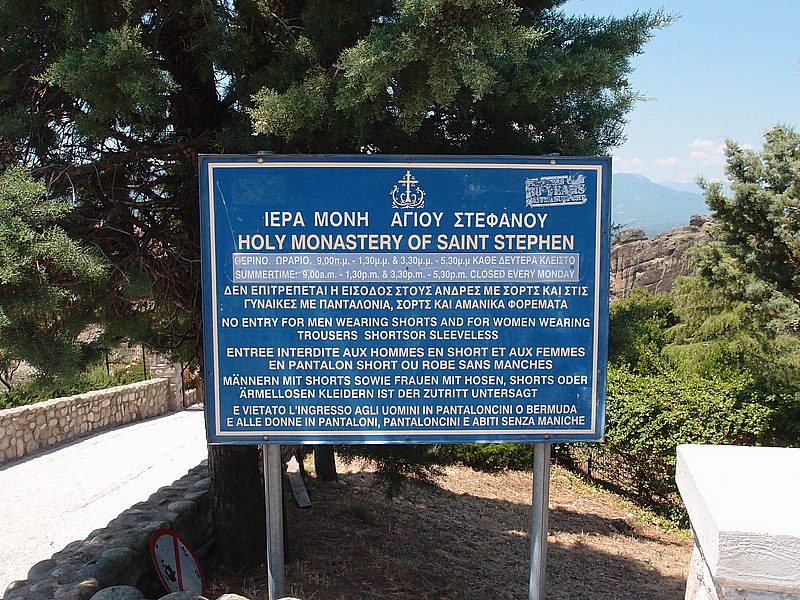 ΙΕΡΑ ΜΟΝΗ ΑΓΙΟΥ ΣΤΕΦΑΝΟΥ
HOLY MONASTERY OF SAINT STEPHEN
ΘΕΡΙΝΟ. ΩΡΑΡΙΟ. 9,00π.μ. - 1,30μ.μ. & 3,30μ.μ. - 5,30μ.μ ΚΑΘΕ ΔΕΥΤΕΡΑ ΚΛΕΙΣΤΟ
SUMMERTIME: 9,00a.m. - 1,30p.m. & 3,30p.m. - 5,30p.m. CLOSED EVERY MONDAY
ΔΕΝ ΕΠΙΤΡΕΠΕΤΑΙ Η ΕΙΣΟΔΟΣ ΣΤΟΥΣ ΑΝΔΡΕΣ ΜΕ ΣΟΡΤΣ ΚΑΙ ΣΤΙΣ
ΓΥΝΑΙΚΕΣ ΜΕ ΠΑΝΤΑΛΟΝΙΑ, ΣΟΡΤΣ ΚΑΙ ΑΜΑΝΙΚΑ ΦΟΡΕΜΑΤΑ
NO ENTRY FOR MEN WEARING SHORTS AND FOR WOMEN WEARING
TROUSERS SHORTSOR SLEEVELESS
ENTREE INTERDITE AUX HOMMES EN SHORT ET AUX FEMMES
EN PANTALON SHORT OU ROBE SANS MANCHES
MÄNNERN MIT SHORTS SOWIE FRAUEN MIT HOSEN, SHORTS ODER
ÄRMELLOSEN KLEIDERN IST DER ZUTRITT UNTERSAGT
E VIETATO L'INGRESSO AGLI UOMINI IN PANTALONCINI O BERMUDA
E ALLE DONNE IN PANTALONI, PANTALONCINI E ABITI SENZA MANICHE